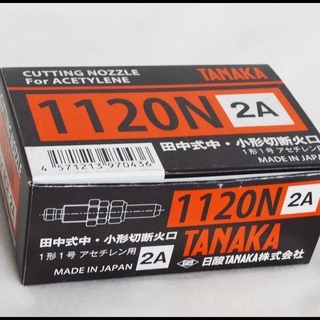 CUTTING NOZZLE
For ACETYLENE
TANAKA
1120N 2A
田中式中・小形切断火口
1形1号 アセチレン用
MADE IN JAPAN
4 571213 970436
1120N 2A
田中式中・小形切断火口
1形1号 アセチレン用 2A
MADE IN JAPAN
TANAKA
日酸TANAKA株式会社